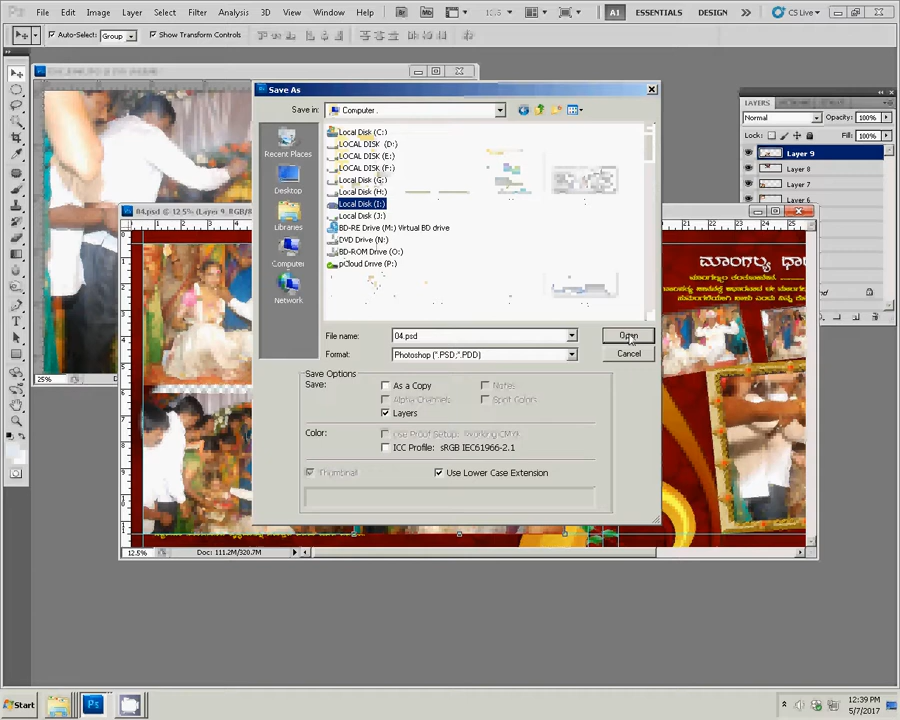 Ps File Edit Image Layer Select Filter Analysis 3D View Window Help ESSENTIALS DESIGN >> CS Live
Auto-Select: Group Show Transform Controls
Save As
Save in: Computer
Recent Places
Desktop
Libraries
Computer
Network
Local Disk (C:)
LOCAL DISK (D:)
LOCAL DISK (E:)
LOCAL DISK (F:)
Local Disk (G:)
Local Disk (H:)
Local Disk (I:)
Local Disk (J:)
BD-RE Drive (M:) Virtual BD drive
DVD Drive (N:)
BD-ROM Drive (O:)
pCloud Drive (P:)
File name: 04.psd Open
Format: Photoshop (*.PSD;*.PDD) Cancel
Save Options
Save: As a Copy Notes
Alpha Channels Spot Colors
Layers
Color: Use Proof Setup: Working CMYK
ICC Profile: sRGB IEC61966-2.1
Thumbnail Use Lower Case Extension
LAYERS
Normal Opacity: 100%
Lock: Fill: 100%
Layer 9
Layer 8
Layer 7
Layer 6
04.psd @ 12.5% (Layer 9, RGB/8
ಮಾಂಗಲ್ಯ ಧಾ
25%
12.5% Doc: 111.2M/320.7M
Start
12:39 PM
5/7/2017